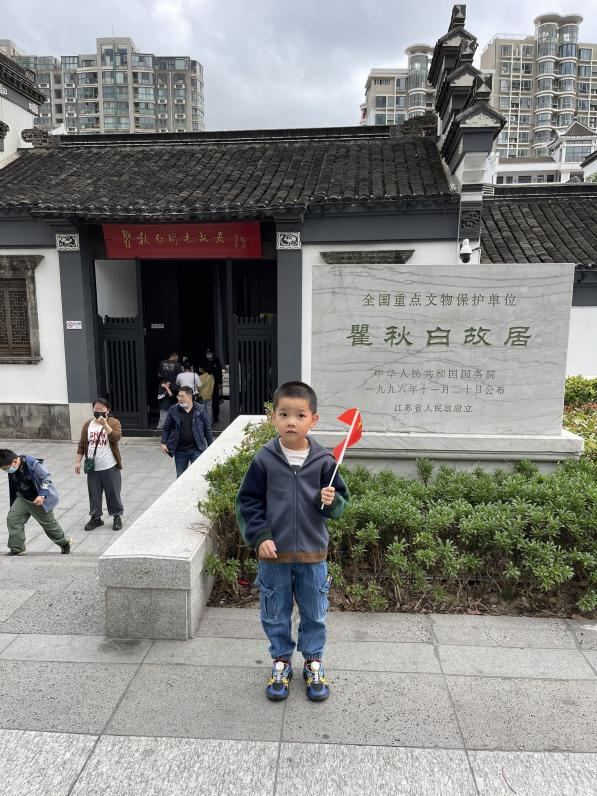 瞿秋白同志故居
全国重点文物保护单位
瞿秋白故居
中华人民共和国国务院
一九九六年十一月二十日公布
江苏省人民政府立